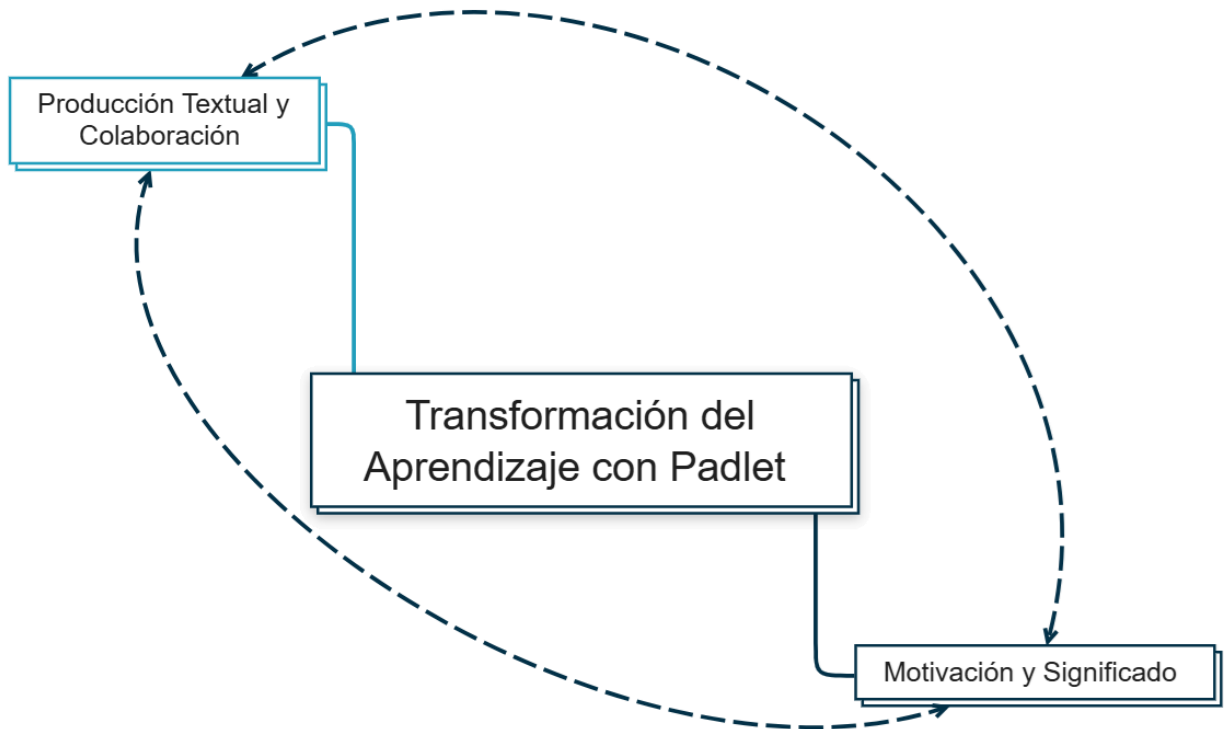 Producción Textual y
Colaboración
Transformación del
Aprendizaje con Padlet
Motivación y Significado